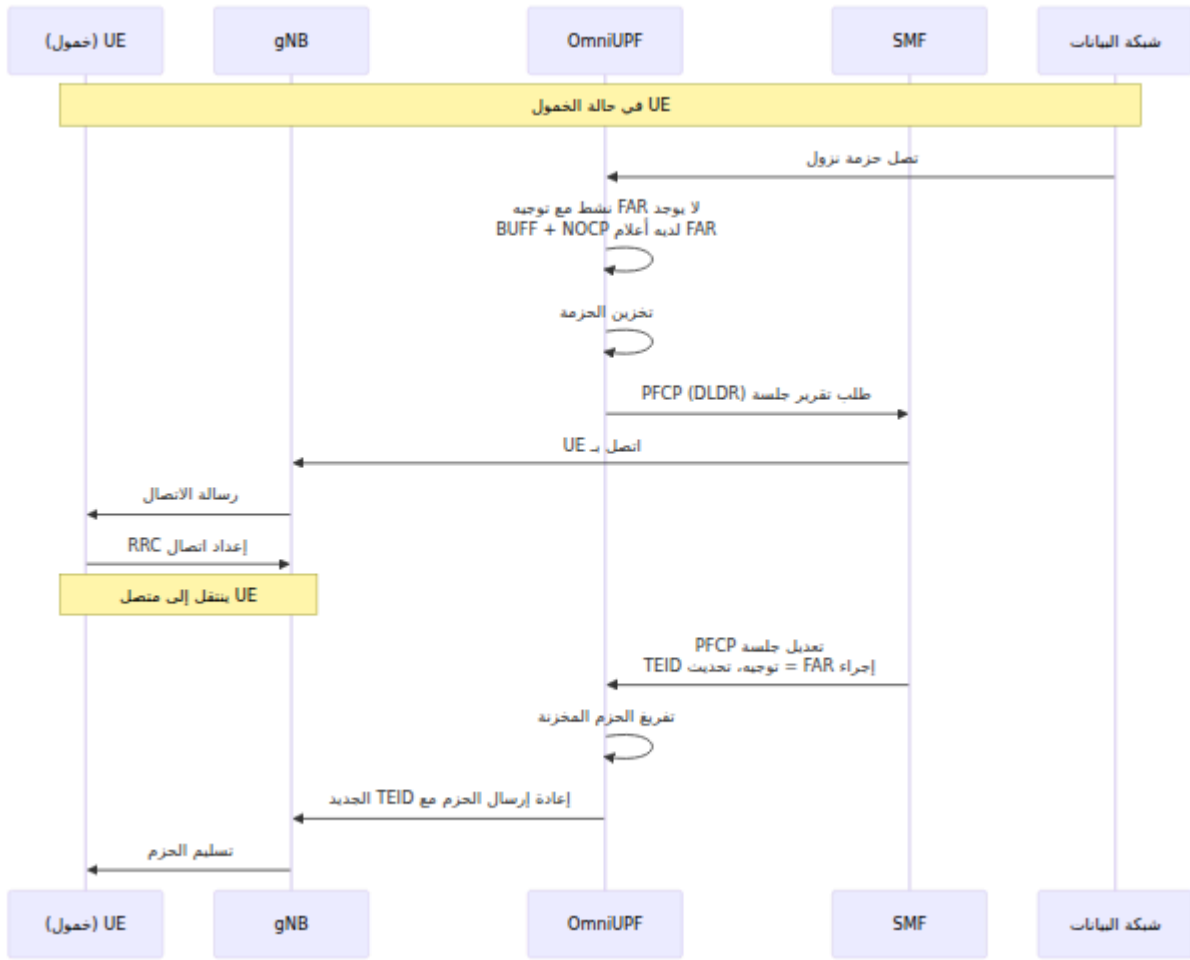 UE (خمول)
gNB
OmniUPF
SMF
شبكة البيانات
UE في حالة الخمول
تصل حزمة نزول
لا يوجد FAR نشط مع توجيه
FAR لديه أعلام BUFF + NOCP
تخزين الحزمة
طلب تقرير جلسة PFCP (DLDR)
اتصل بـ UE
رسالة الاتصال
إعداد اتصال RRC
UE ينتقل إلى متصل
تعديل جلسة PFCP
إجراء FAR = توجيه، تحديث TEID
تفريغ الحزم المخزنة
إعادة إرسال الحزم مع TEID الجديد
تسليم الحزم
UE (خمول)
gNB
OmniUPF
SMF
شبكة البيانات